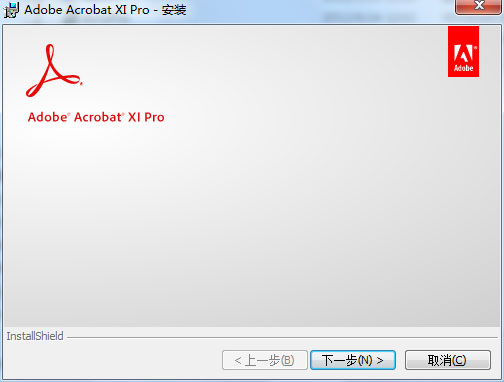 Adobe Acrobat XI Pro - 安装
Adobe
Adobe® Acrobat® XI Pro
InstallShield
< 上一步(B)
下一步(N) >
取消(C)